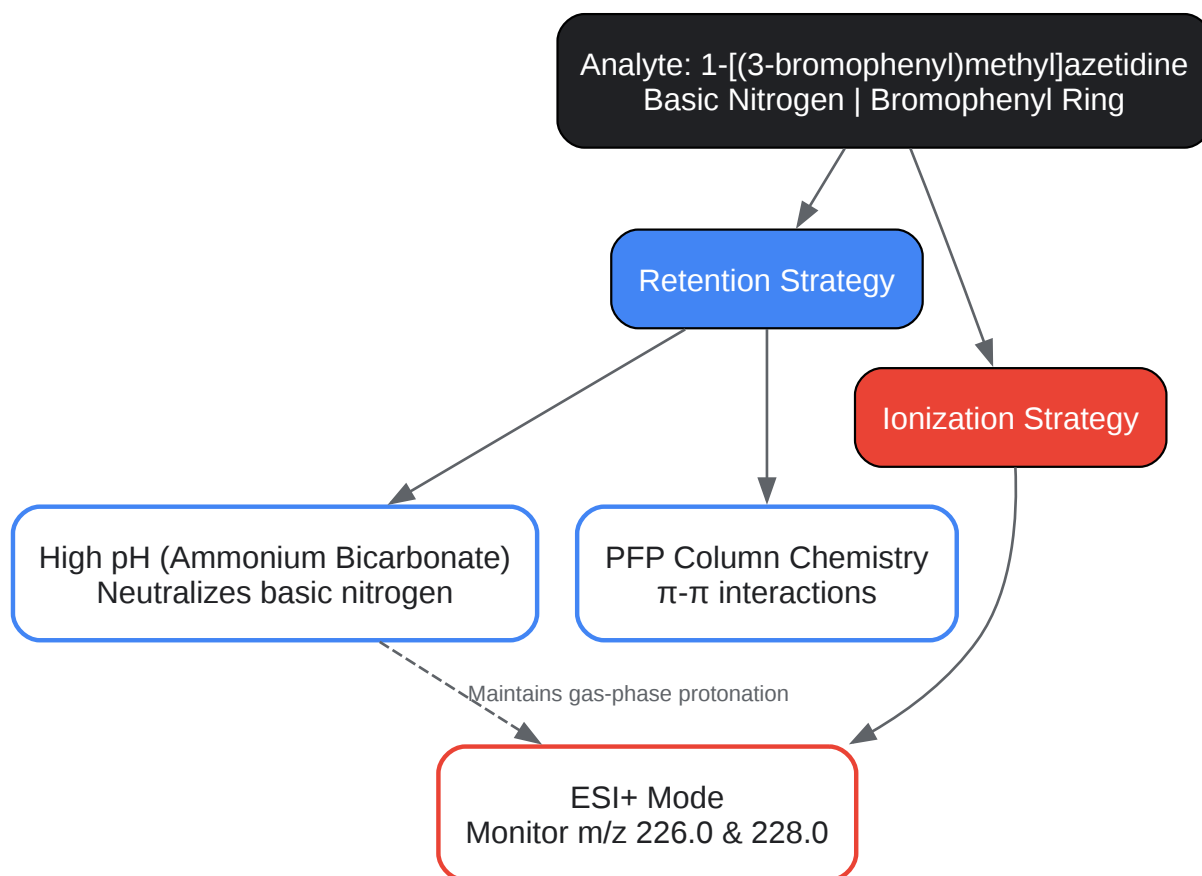 Analyte: 1-[(3-bromophenyl)methyl]azetidine
Basic Nitrogen | Bromophenyl Ring
Retention Strategy
Ionization Strategy
High pH (Ammonium Bicarbonate)
Neutralizes basic nitrogen
PFP Column Chemistry
π-π interactions
Maintains gas-phase protonation
ESI+ Mode
Monitor m/z 226.0 & 228.0